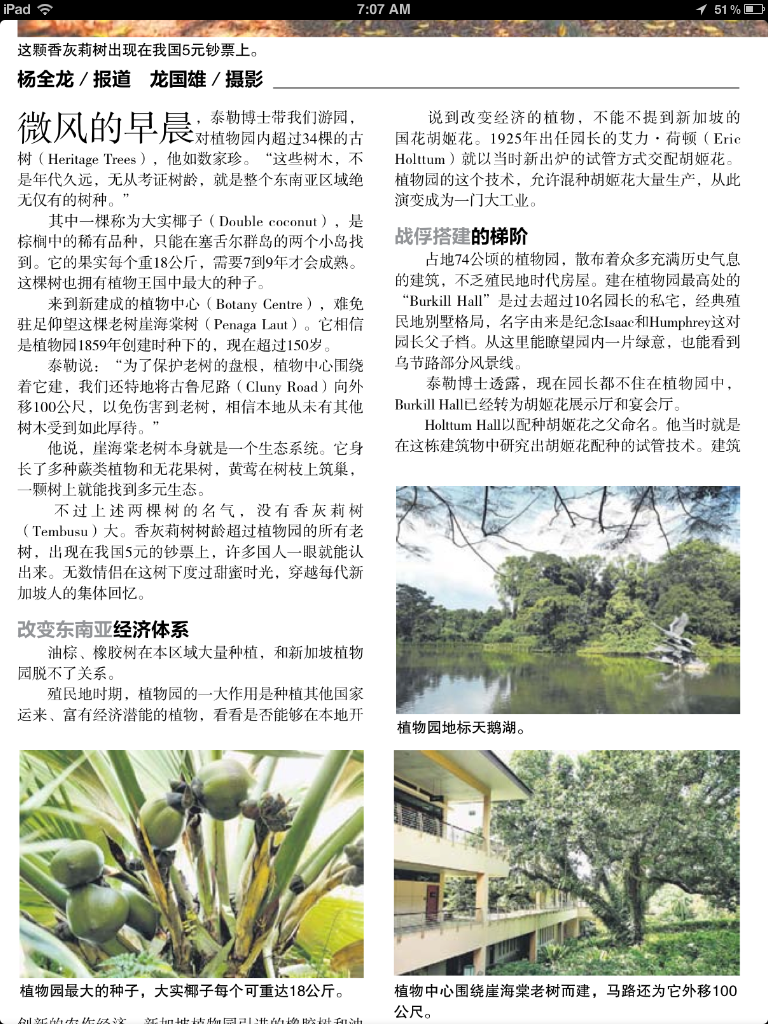 iPad 7:07 AM 51%
这颗香灰莉树出现在我国5元钞票上。
杨全龙／报道　龙国雄／摄影
微风的早晨，泰勒博士带我们游园，
对植物园内超过34棵的古
树（Heritage Trees），他如数家珍。“这些树木，不
是年代久远，无从考证树龄，就是整个东南亚区域绝
无仅有的树种。”
其中一棵称为大实椰子（Double coconut），是
棕榈中的稀有品种，只能在塞舌尔群岛的两个小岛找
到。它的果实每个重18公斤，需要7到9年才会成熟。
这棵树也拥有植物王国中最大的种子。
来到新建成的植物中心（Botany Centre），难免
驻足仰望这棵老树崖海棠树（Penaga Laut）。它相信
是植物园1859年创建时种下的，现在超过150岁。
泰勒说：“为了保护老树的盘根，植物中心围绕
着它建，我们还特地将古鲁尼路（Cluny Road）向外
移100公尺，以免伤害到老树，相信本地从未有其他
树木受到如此厚待。”
他说，崖海棠老树本身就是一个生态系统。它身
长了多种蕨类植物和无花果树，黄莺在树枝上筑巢，
一颗树上就能找到多元生态。
不过上述两棵树的名气，没有香灰莉树
（Tembusu）大。香灰莉树树龄超过植物园的所有老
树，出现在我国5元的钞票上，许多国人一眼就能认
出来。无数情侣在这树下度过甜蜜时光，穿越每代新
加坡人的集体回忆。
改变东南亚经济体系
油棕、橡胶树在本区域大量种植，和新加坡植物
园脱不了关系。
殖民地时期，植物园的一大作用是种植其他国家
运来、富有经济潜能的植物，看看是否能够在本地开
植物园最大的种子，大实椰子每个可重达18公斤。
创新的农作经济。新加坡植物园引进的橡胶树和油
说到改变经济的植物，不能不提到新加坡的
国花胡姬花。1925年出任园长的艾力·荷顿（Eric
Holttum）就以当时新出炉的试管方式交配胡姬花。
植物园的这个技术，允许混种胡姬花大量生产，从此
演变成为一门大工业。
战俘搭建的梯阶
占地74公顷的植物园，散布着众多充满历史气息
的建筑，不乏殖民地时代房屋。建在植物园最高处的
“Burkill Hall”是过去超过10名园长的私宅，经典殖
民地别墅格局，名字由来是纪念Isaac和Humphrey这对
园长父子档。从这里能瞭望园内一片绿意，也能看到
乌节路部分风景线。
泰勒博士透露，现在园长都不住在植物园中，
Burkill Hall已经转为胡姬花展示厅和宴会厅。
Holttum Hall以配种胡姬花之父命名。他当时就是
在这栋建筑物中研究出胡姬花配种的试管技术。建筑
植物园地标天鹅湖。
植物中心围绕崖海棠老树而建，马路还为它外移100
公尺。